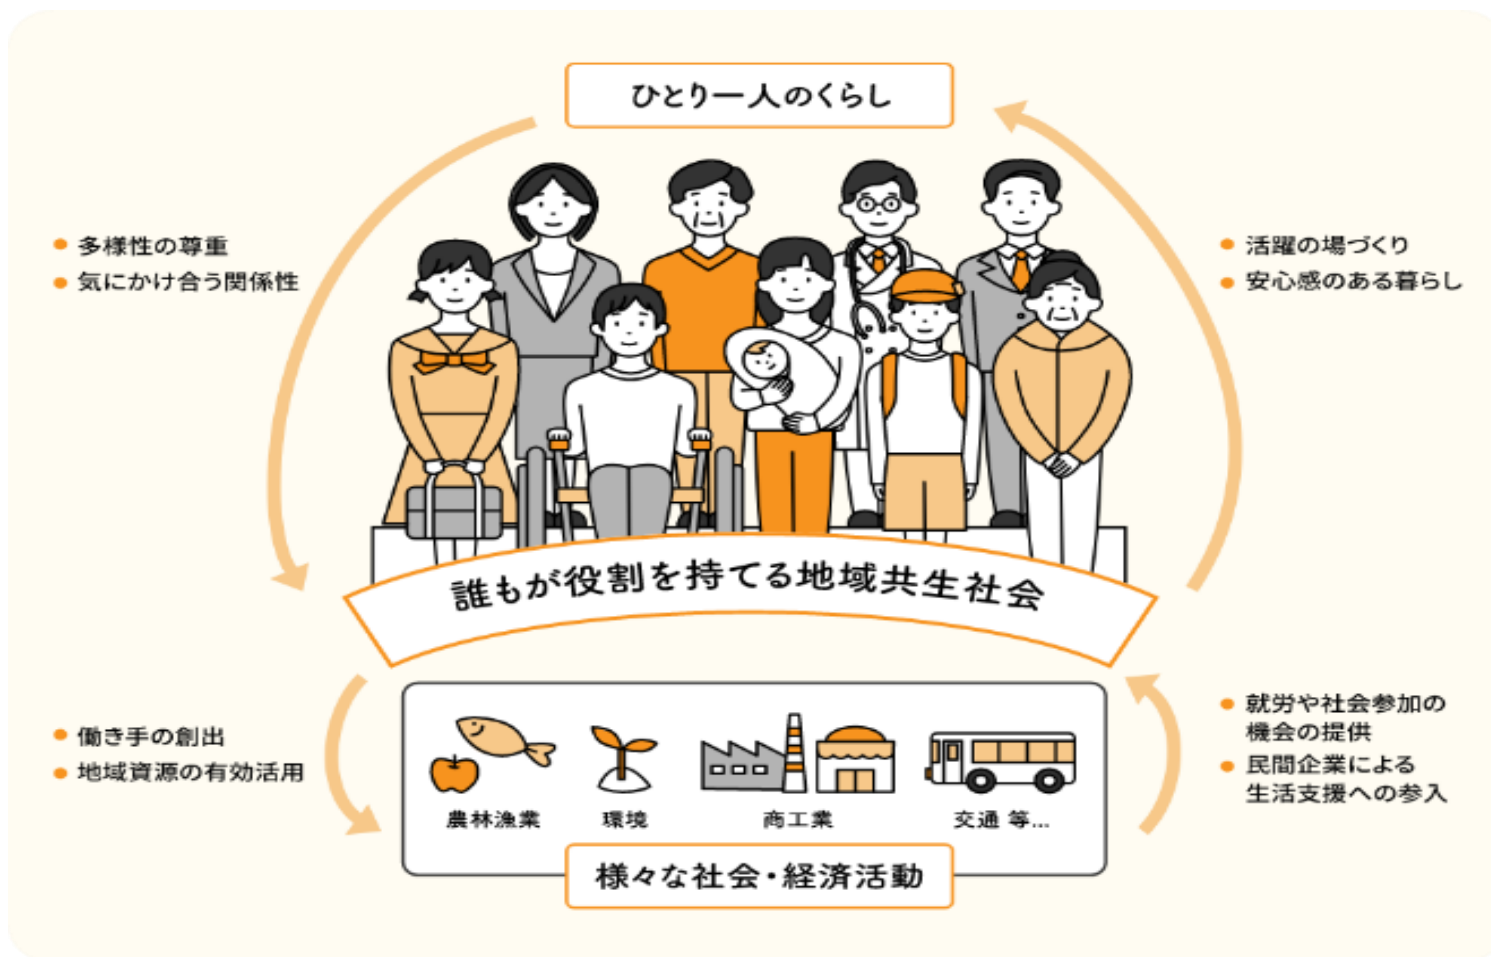 ひとり一人のくらし
多様性の尊重
気にかけ合う関係性
活躍の場づくり
安心感のある暮らし
誰もが役割を持てる地域共生社会
働き手の創出
地域資源の有効活用
就労や社会参加の
機会の提供
民間企業による
生活支援への参入
農林漁業
環境
商工業
交通 等...
様々な社会・経済活動